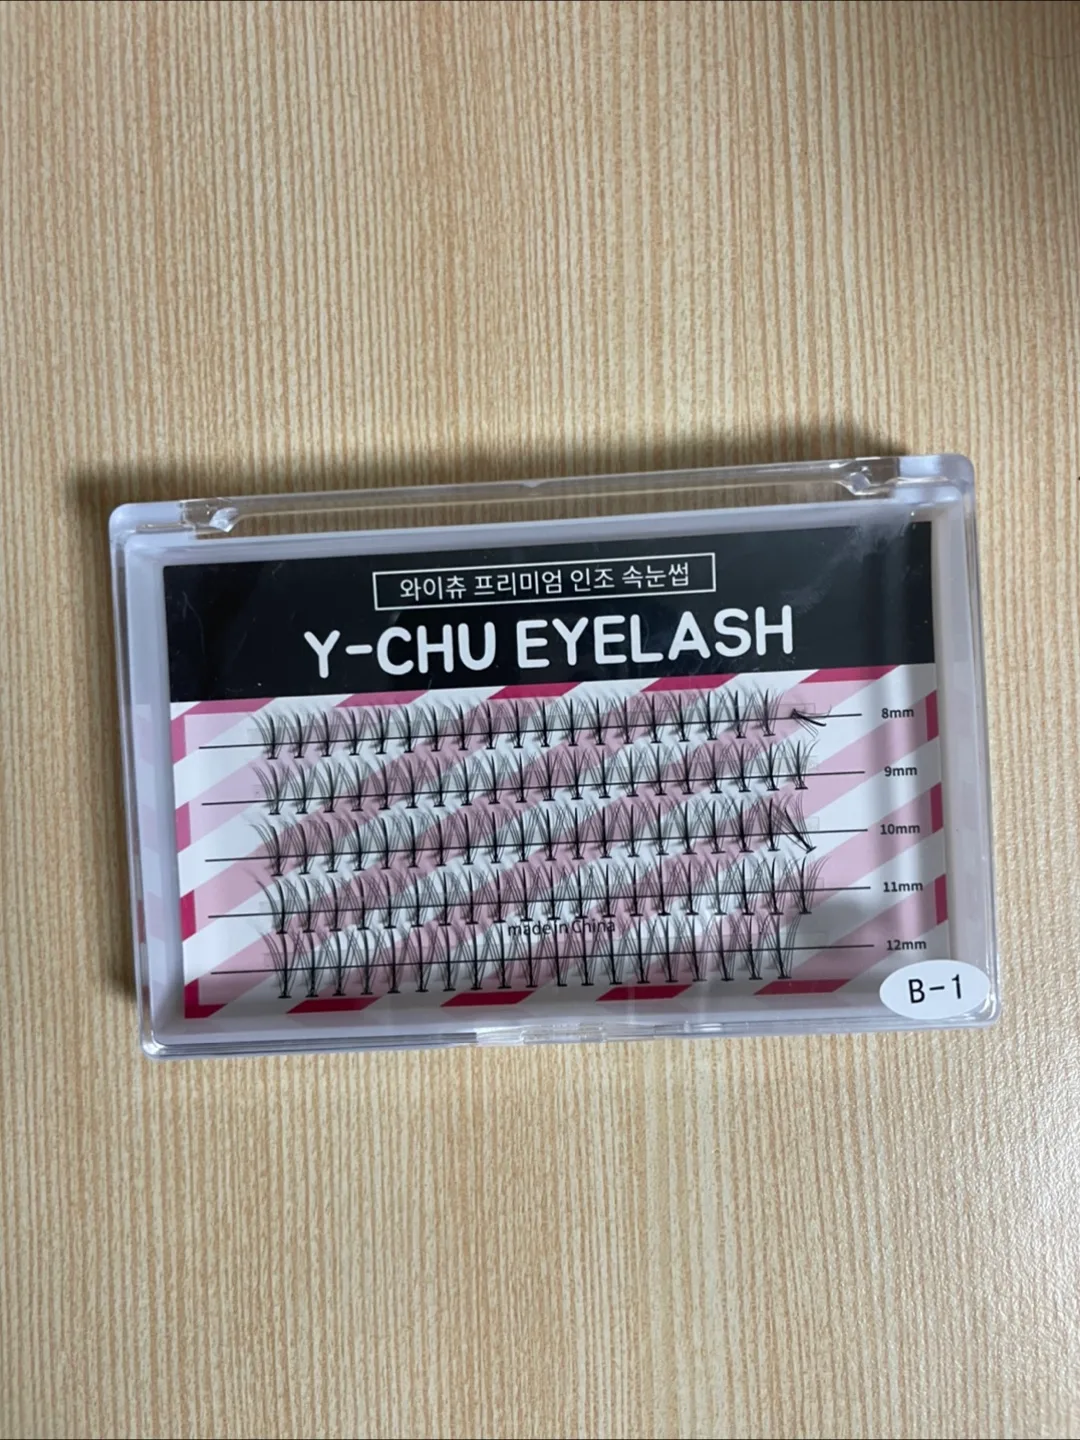 와이츄 프리미엄 인조 속눈썹
Y-CHU EYELASH
8mm
9mm
10mm
11mm
made in China
12mm
B-1